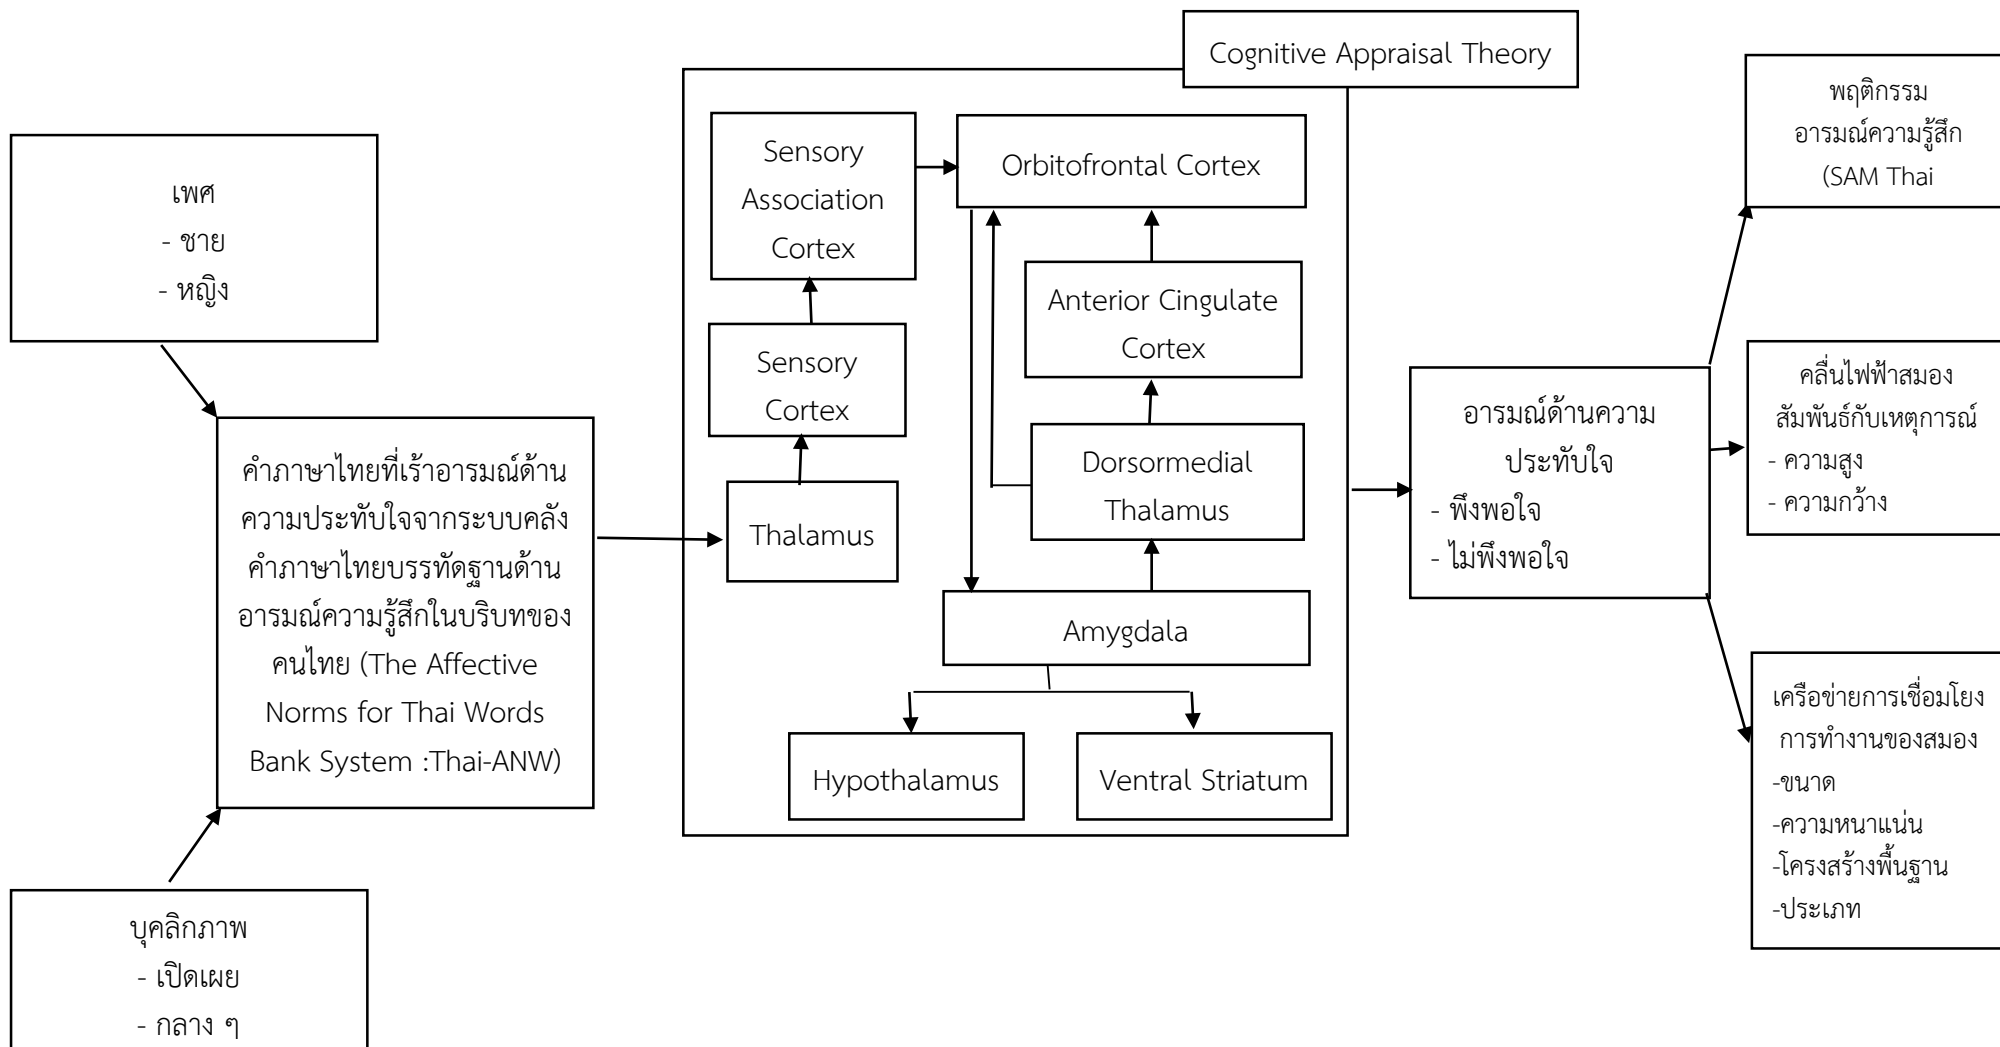 เพศ
- ชาย
- หญิง
บุคลิกภาพ
- เปิดเผย
- กลาง ๆ
คำภาษาไทยที่เร้าอารมณ์ด้าน
ความประทับใจจากระบบคลัง
คำภาษาไทยบรรทัดฐานด้าน
อารมณ์ความรู้สึกในบริบทของ
คนไทย (The Affective
Norms for Thai Words
Bank System :Thai-ANW)
Cognitive Appraisal Theory
Sensory
Association
Cortex
Sensory
Cortex
Thalamus
Orbitofrontal Cortex
Anterior Cingulate
Cortex
Dorsormedial
Thalamus
Amygdala
Hypothalamus
Ventral Striatum
อารมณ์ด้านความ
ประทับใจ
- พึงพอใจ
- ไม่พึงพอใจ
พฤติกรรม
อารมณ์ความรู้สึก
(SAM Thai
คลื่นไฟฟ้าสมอง
สัมพันธ์กับเหตุการณ์
- ความสูง
- ความกว้าง
เครือข่ายการเชื่อมโยง
การทำงานของสมอง
-ขนาด
-ความหนาแน่น
-โครงสร้างพื้นฐาน
-ประเภท